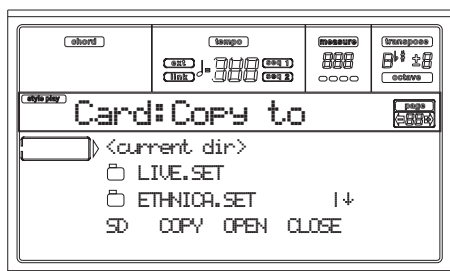 chord tempo measure transpose
ext seq 1
link seq 2
octave
style play Card:Copy to page
<current dir>
LIVE.SET
ETHNICA.SET
SD COPY OPEN CLOSE